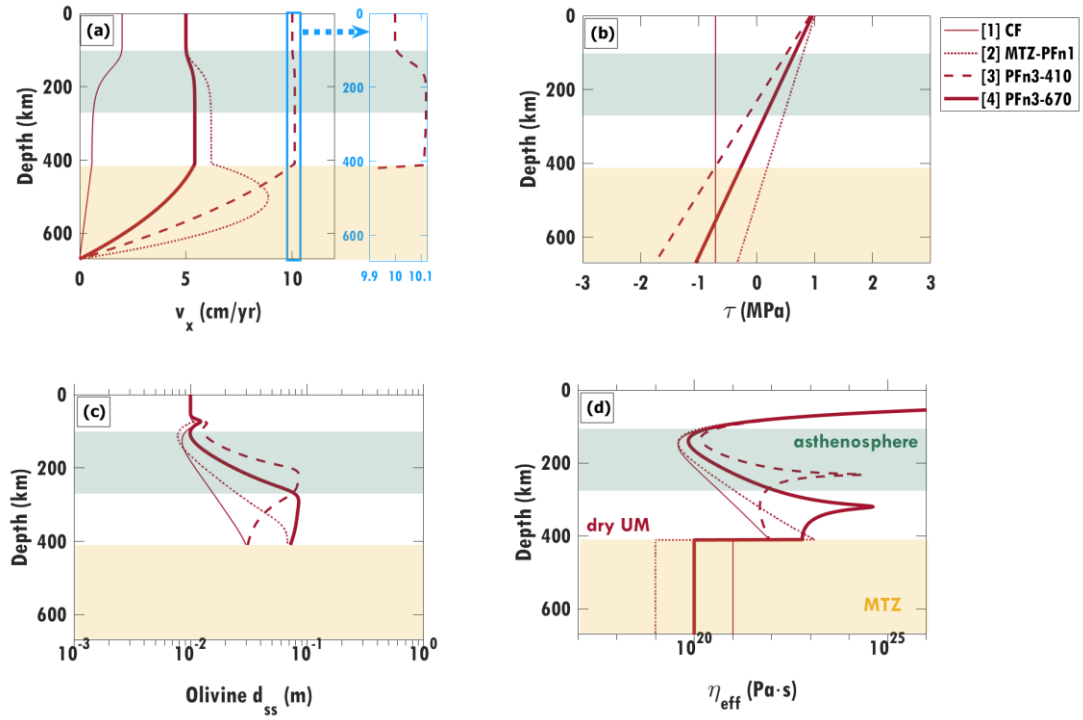 (a)
0
200
400
600
Depth (km)
0
5
10
v_x (cm/yr)
0
200
400
600
9.9
10
10.1
(b)
0
200
400
600
Depth (km)
-3
-2
-1
0
1
2
3
τ (MPa)
[1] CF
[2] MTZ-PFn1
[3] PFn3-410
[4] PFn3-670
(c)
0
200
400
600
Depth (km)
10^-3
10^-2
10^-1
10^0
Olivine d_ss (m)
(d)
0
200
400
600
Depth (km)
asthenosphere
dry UM
MTZ
10^20
10^25
η_eff (Pa·s)